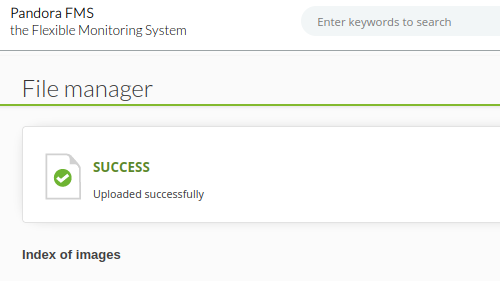 Pandora FMS
the Flexible Monitoring System
Enter keywords to search
File manager
SUCCESS
Uploaded successfully
Index of images